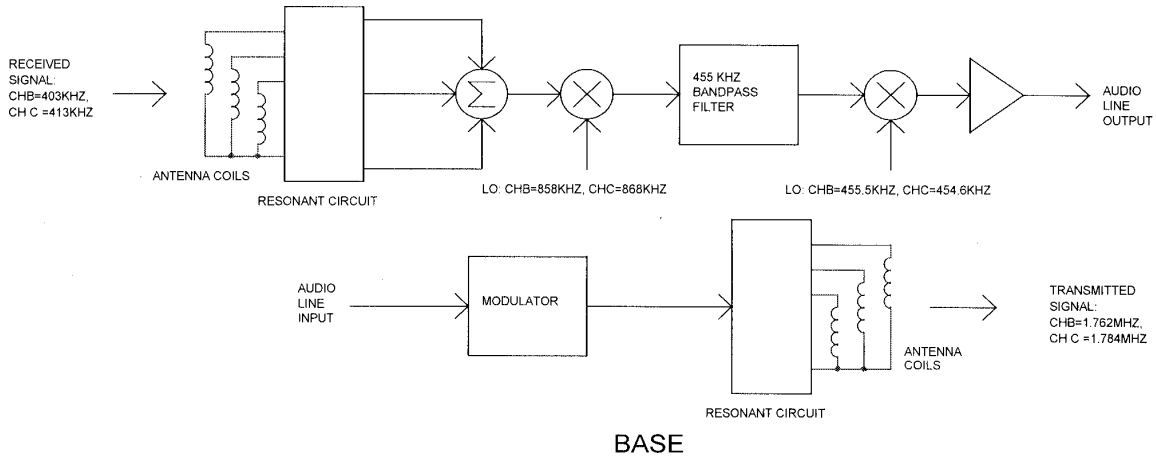 RECEIVED
SIGNAL:
CHB=403KHZ,
CH C =413KHZ
ANTENNA COILS
RESONANT CIRCUIT
Σ
455 KHZ
BANDPASS
FILTER
LO: CHB=858KHZ, CHC=868KHZ
LO: CHB=455.5KHZ, CHC=454.6KHZ
AUDIO
LINE
OUTPUT
AUDIO
LINE
INPUT
MODULATOR
RESONANT CIRCUIT
ANTENNA
COILS
TRANSMITTED
SIGNAL:
CHB=1.762MHZ,
CH C =1.784MHZ
BASE